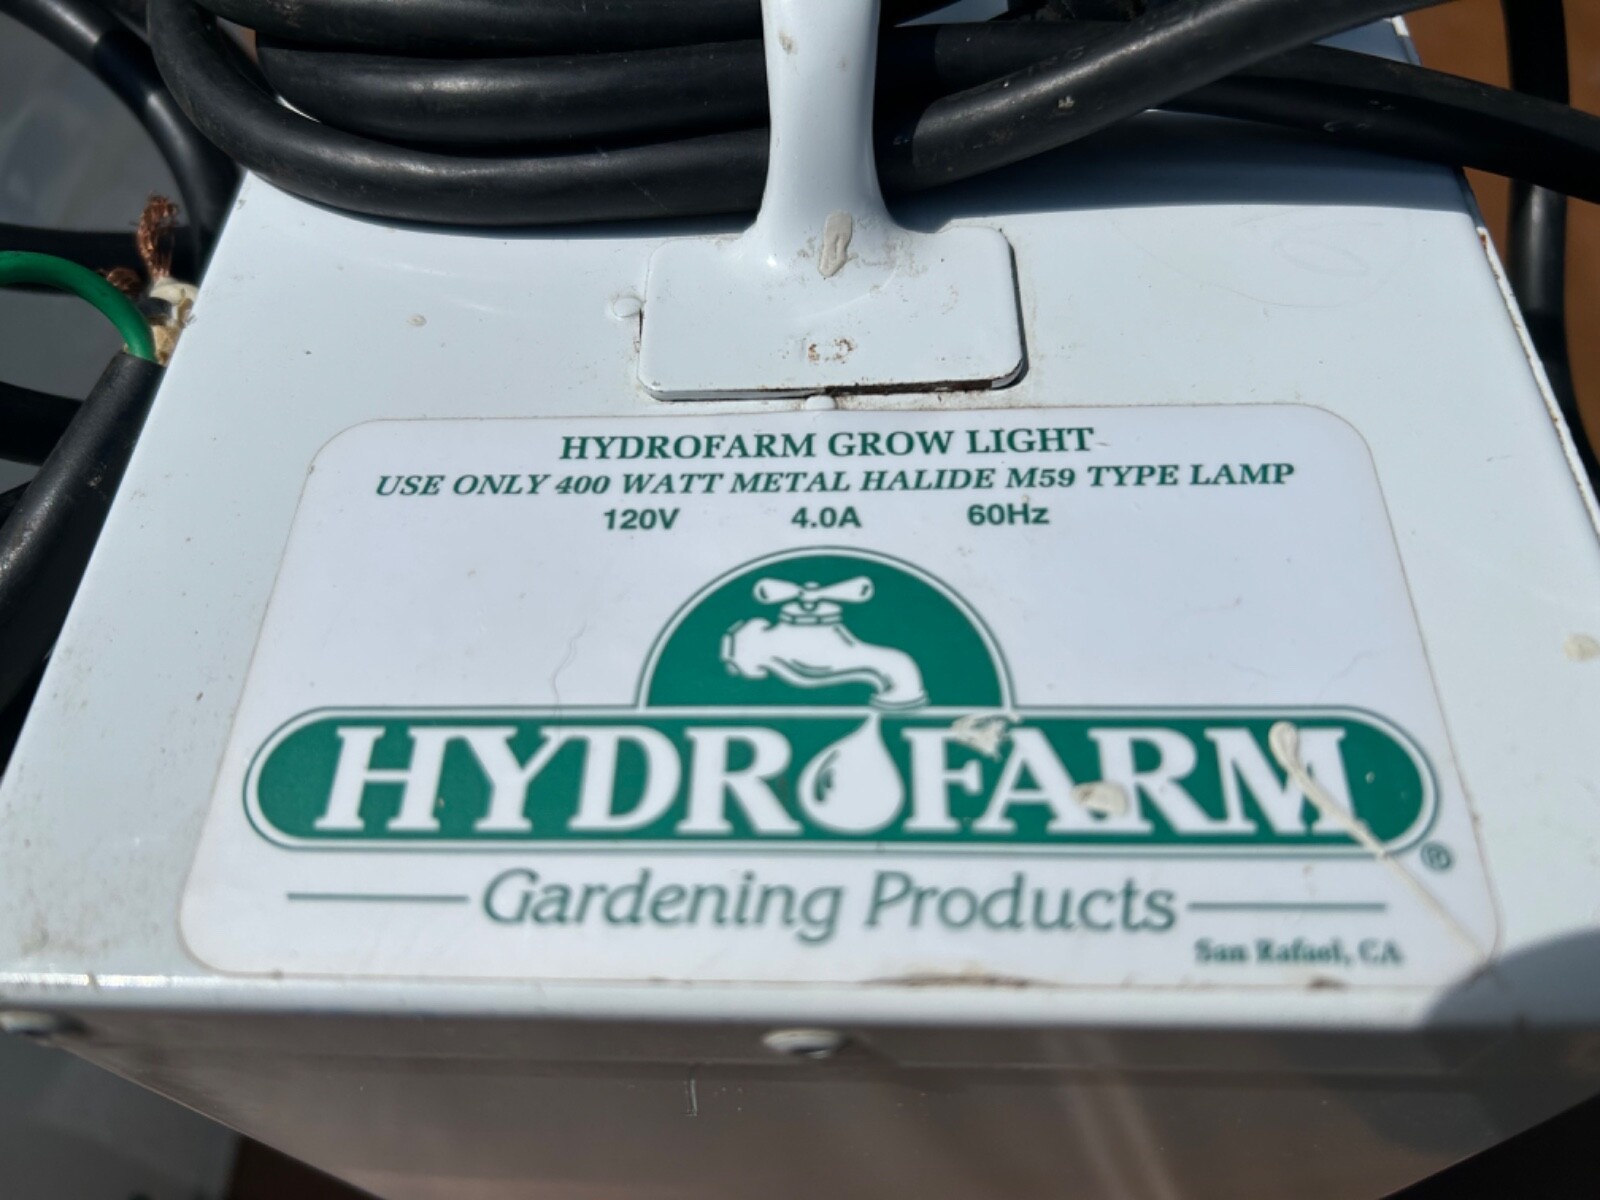 HYDROFARM GROW LIGHT
USE ONLY 400 WATT METAL HALIDE M59 TYPE LAMP
120V 4.0A 60Hz
HYDROFARM®
Gardening Products
San Rafael, CA